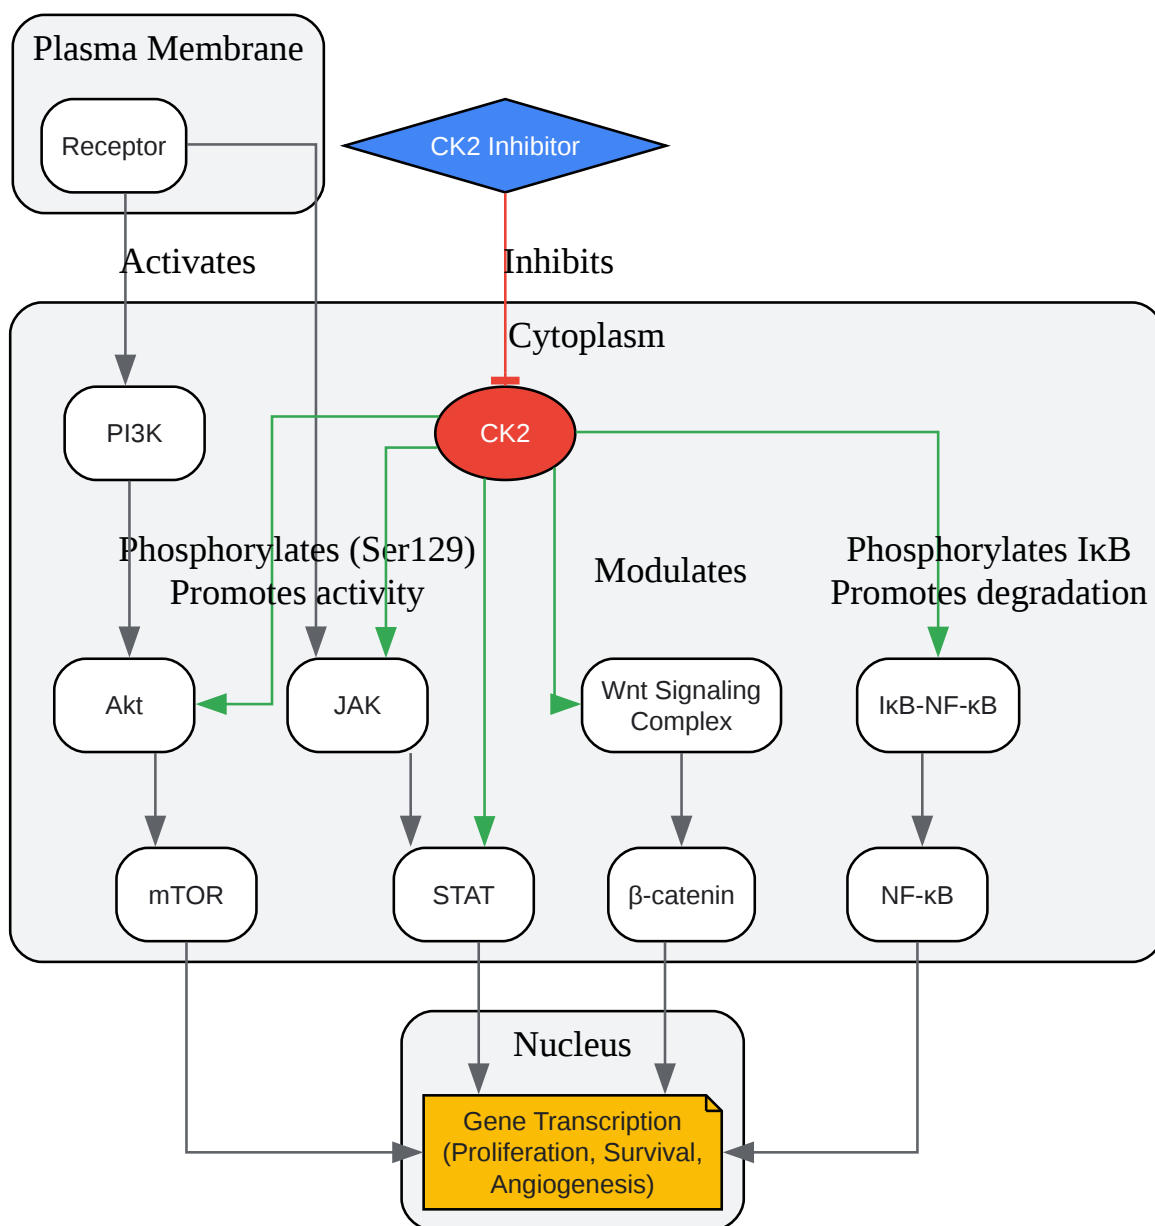 Plasma Membrane
Receptor
CK2 Inhibitor
Activates
Inhibits
Cytoplasm
PI3K
CK2
Phosphorylates (Ser129)
Promotes activity
Modulates
Phosphorylates IκB
Promotes degradation
Akt
JAK
Wnt Signaling
Complex
IκB-NF-κB
mTOR
STAT
β-catenin
NF-κB
Nucleus
Gene Transcription
(Proliferation, Survival,
Angiogenesis)